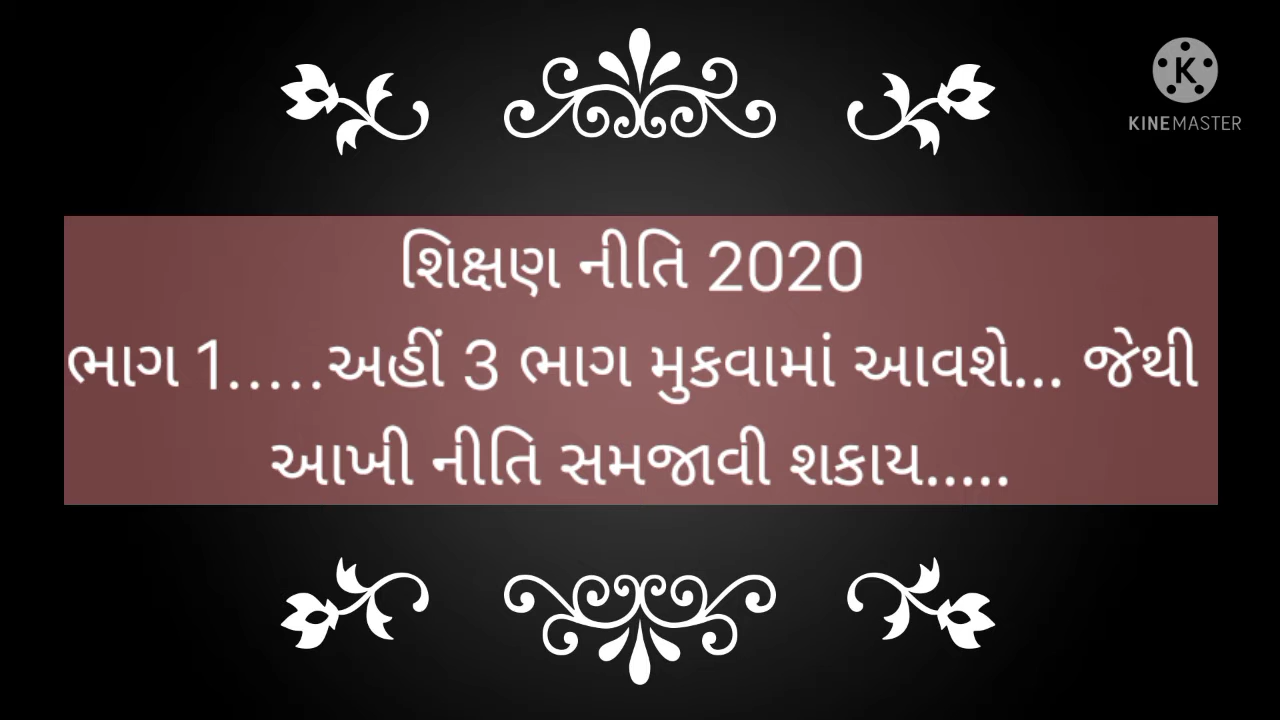 KINEMASTER
શિક્ષણ નીતિ 2020
ભાગ 1.....અહીં 3 ભાગ મુકવામાં આવશે... જેથી
આખી નીતિ સમજાવી શકાય.....